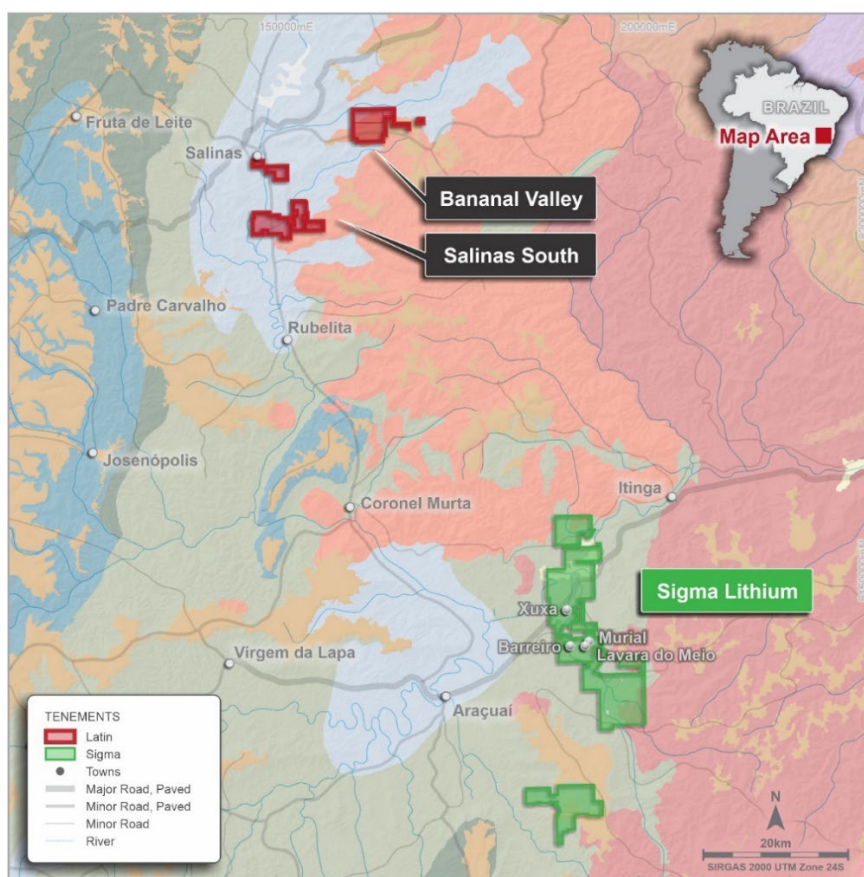 150000mE
200000mE
BRAZIL
Map Area
Fruta de Leite
Salinas
Bananal Valley
Salinas South
Padre Carvalho
Rubelita
Josenópolis
Coronel Murta
Itinga
Sigma Lithium
Xuxa
Murial
Barreiro
Lavara do Meio
Virgem da Lapa
Araçuaí
TENEMENTS
Latin
Sigma
Towns
Major Road, Paved
Minor Road, Paved
Minor Road
River
N
20km
SIRGAS 2000 UTM Zone 24S